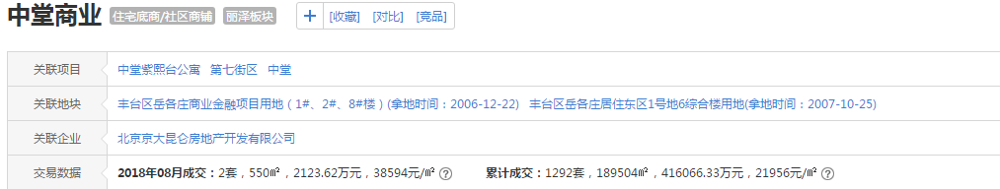 中堂商业 住宅底商/社区商铺 丽泽板块 + [收藏] [对比] [竞品]
关联项目 中堂紫熙台公寓 第七街区 中堂
关联地块 丰台区岳各庄商业金融项目用地（1#、2#、8#楼）(拿地时间：2006-12-22) 丰台区岳各庄居住东区1号地6综合楼用地(拿地时间：2007-10-25)
关联企业 北京京大昆仑房地产开发有限公司
交易数据 2018年08月成交：2套，550㎡，2123.62万元，38594元/㎡ ? 累计成交：1292套，189504㎡，416066.33万元，21956元/㎡ ?